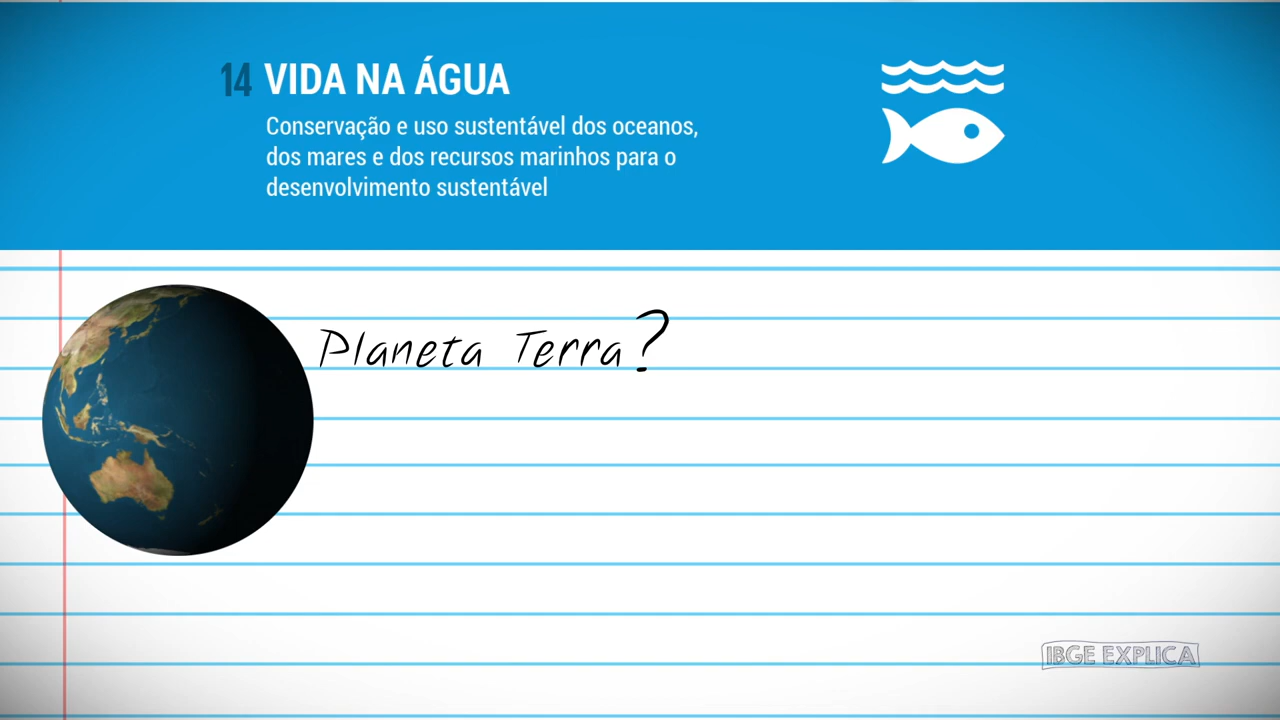 14 VIDA NA ÁGUA
Conservação e uso sustentável dos oceanos,
dos mares e dos recursos marinhos para o
desenvolvimento sustentável
Planeta Terra?
IBGE EXPLICA